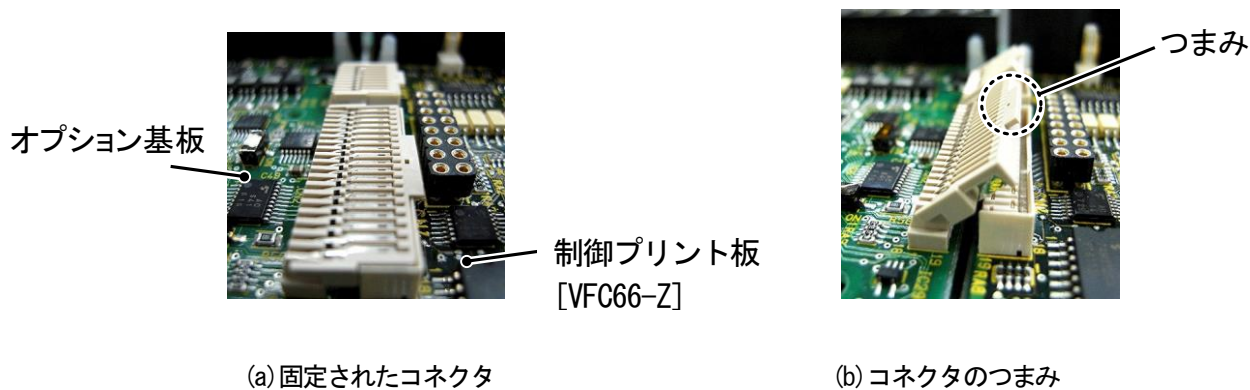 つまみ
オプション基板
制御プリント板
[VFC66-Z]
(a)固定されたコネクタ
(b)コネクタのつまみ